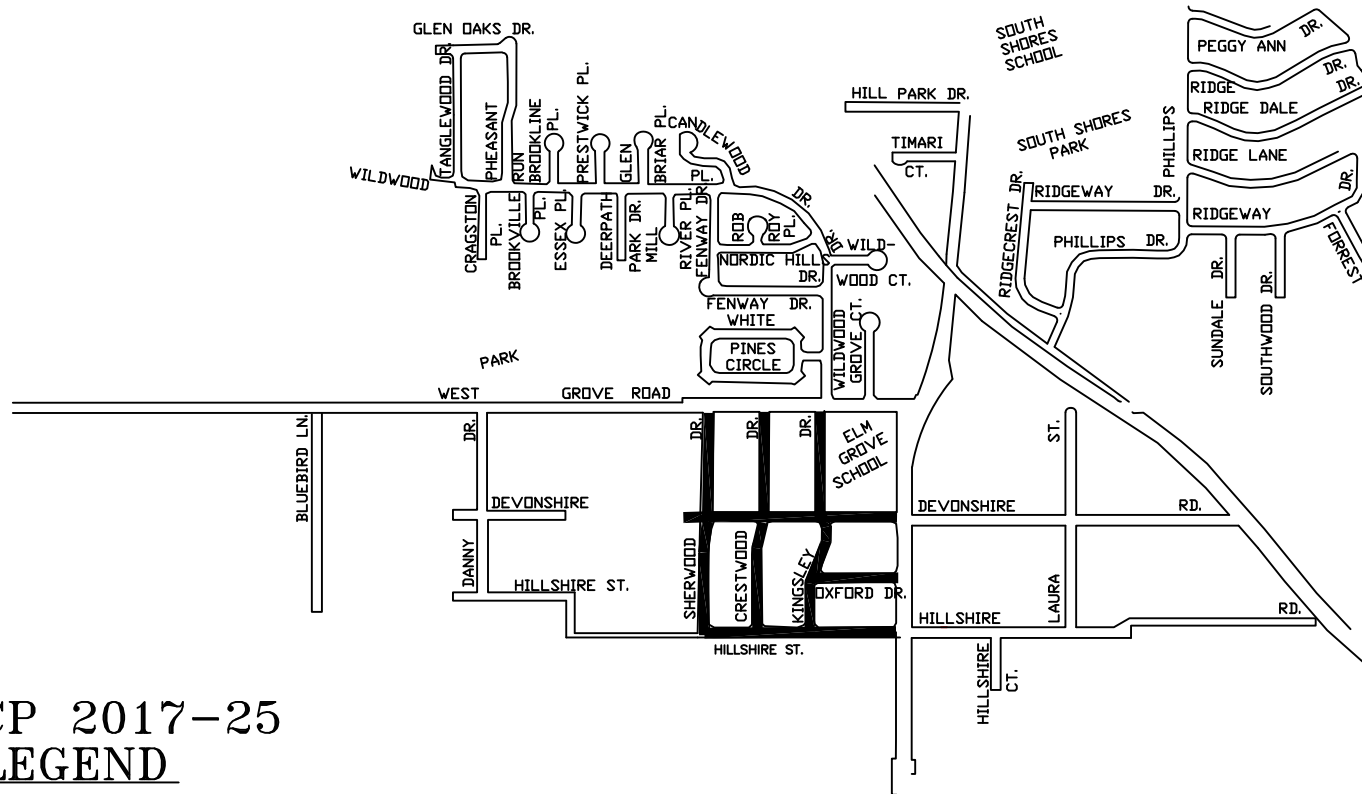 GLEN OAKS DR.
TANGLEWOOD DR.
PHEASANT
RUN
BROOKLINE
PL.
PRESTWICK PL.
GLEN
BRIAR PL.
CANDLEWOOD
DR.
WILDWOOD
PL.
CRAGSTON
PL.
BROOKVILLE
PL.
ESSEX PL.
DEERPATH
PARK DR.
MILL
RIVER PL.
FENWAY DR.
ROB
ROY
PL.
DR.
NORDIC HILLS
DR.
WILD-
WOOD CT.
FENWAY DR.
WHITE
PINES
CIRCLE
WILDWOOD
GROVE CT.
HILL PARK DR.
TIMARI
CT.
SOUTH
SHORES
SCHOOL
SOUTH SHORES
PARK
PHILLIPS
PEGGY ANN DR.
RIDGE DR.
RIDGE DALE DR.
RIDGE LANE
RIDGEWAY DR.
RIDGEWAY DR.
RIDGECREST DR.
PHILLIPS DR.
FORREST
SUNDALE DR.
SOUTHWOOD DR.
PARK
WEST GROVE ROAD
BLUEBIRD LN.
DANNY DR.
DEVONSHIRE
HILLSHIRE ST.
SHERWOOD DR.
CRESTWOOD DR.
KINGSLEY DR.
ELM
GROVE
SCHOOL
OXFORD DR.
HILLSHIRE ST.
DEVONSHIRE RD.
LAURA ST.
HILLSHIRE RD.
HILLSHIRE
CT.
CP 2017-25
LEGEND